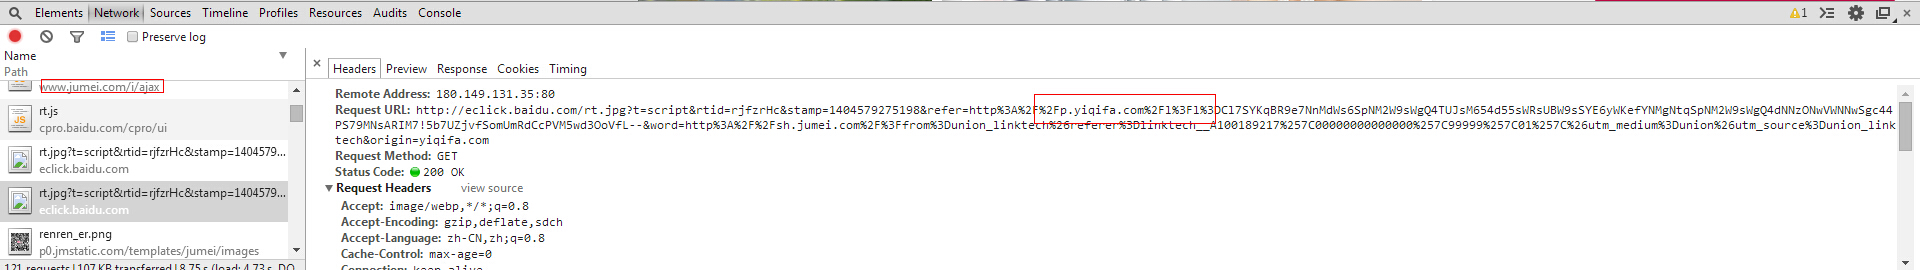 Elements Network Sources Timeline Profiles Resources Audits Console 1
Preserve log
Name
Path
www.jumei.com/i/ajax
rt.js
cpro.baidu.com/cpro/ui
rt.jpg?t=script&rtid=rjfzrHc&stamp=1404579...
eclick.baidu.com
rt.jpg?t=script&rtid=rjfzrHc&stamp=1404579...
eclick.baidu.com
renren_er.png
p0.jmstatic.com/templates/jumei/images
121 requests | 107 KB transferred | 8.75 s (load: 4.73 s, DO
× Headers Preview Response Cookies Timing
Remote Address: 180.149.131.35:80
Request URL: http://eclick.baidu.com/rt.jpg?t=script&rtid=rjfzrHc&stamp=1404579275198&refer=http%3A%2F%2Fp.yiqifa.com%2Fl%3Fl%3DCl7SYKqBR9e7NnMdWs6SpNM2W9sWgQ4TUJsM654d55sWRsUBW9sSYE6yWKefYNMgNtqSpNM2W9sWgQ4dNNzONwVWNNwSgc44
PS79MNsARIM7!5b7UZjvfSomUmRdCcPVM5wd3OoVfL--&word=http%3A%2F%2Fsh.jumei.com%2F%3Ffrom%3Dunion_linktech%26referer%3Dlinktech__A100189217%257C00000000000000%257C99999%257C01%257C%26utm_medium%3Dunion%26utm_source%3Dunion_link
tech&origin=yiqifa.com
Request Method: GET
Status Code: 200 OK
Request Headers view source
Accept: image/webp,*/*;q=0.8
Accept-Encoding: gzip,deflate,sdch
Accept-Language: zh-CN,zh;q=0.8
Cache-Control: max-age=0
Connection: keep-alive